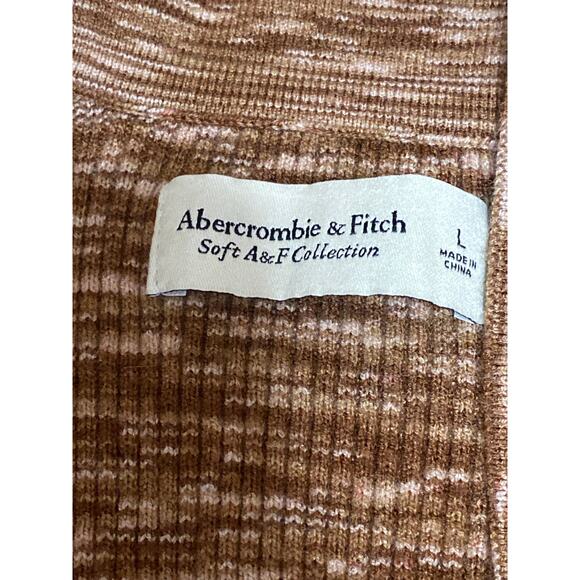 Abercrombie & Fitch
Soft A&F Collection
L
MADE IN
CHINA